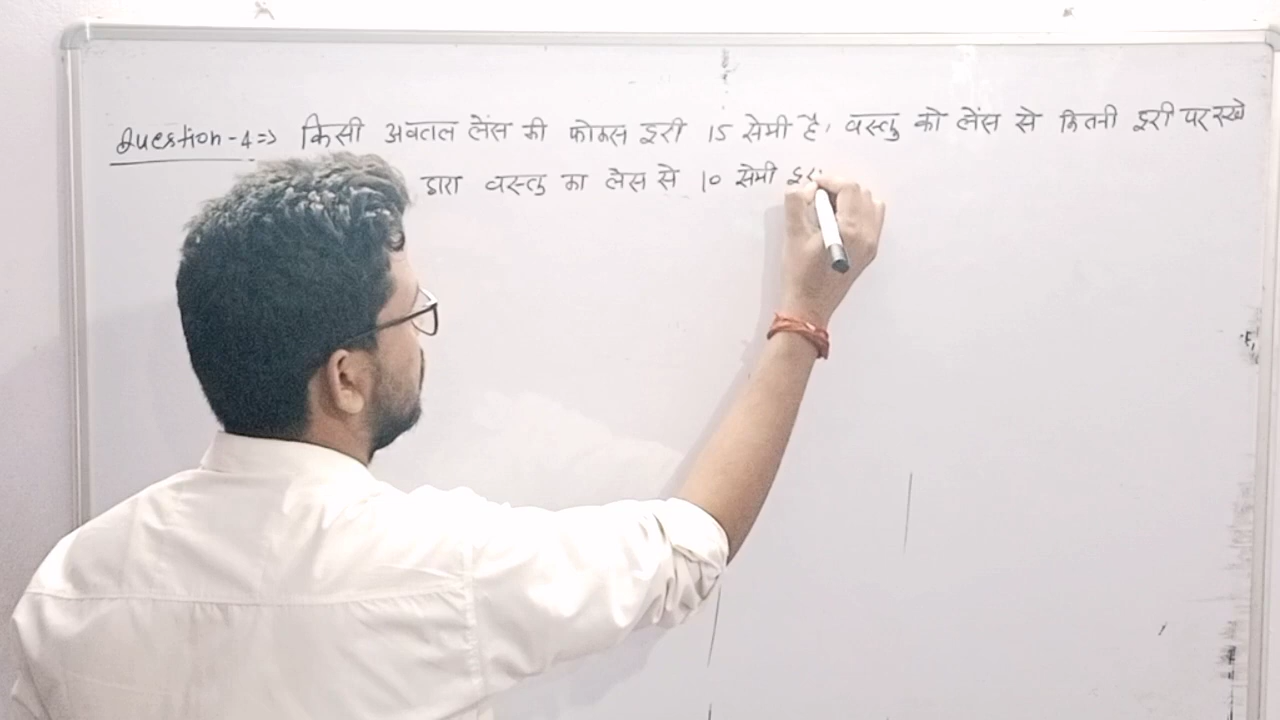 Question-4 => किसी अवतल लेंस की फोकस दूरी 15 सेमी है, वस्तु को लेंस से कितनी दूरी पर रखे
द्वारा वस्तु का लेंस से 10 सेमी